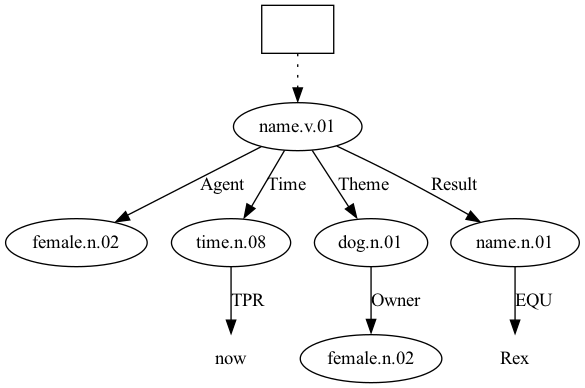 name.v.01
Agent
Time
Theme
Result
female.n.02
time.n.08
dog.n.01
name.n.01
TPR
Owner
EQU
now
female.n.02
Rex